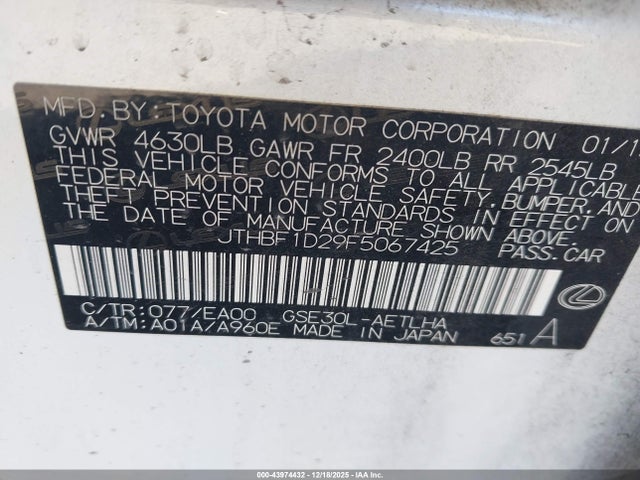 MFD. BY: TOYOTA MOTOR CORPORATION 01/1
GVWR 4630LB GAWR FR 2400LB RR 2545LB
THIS VEHICLE CONFORMS TO ALL APPLICABLE
FEDERAL MOTOR VEHICLE SAFETY, BUMPER, AND
THEFT PREVENTION STANDARDS IN EFFECT ON
THE DATE OF MANUFACTURE SHOWN ABOVE.
JTHBF1D29F5067425 PASS.CAR
C/TR: 077/EA00 GSE30L-AETLHA
A/TM: A01A/A960E MADE IN JAPAN 651 A
000-43974432 - 12/18/2025 - IAA Inc.